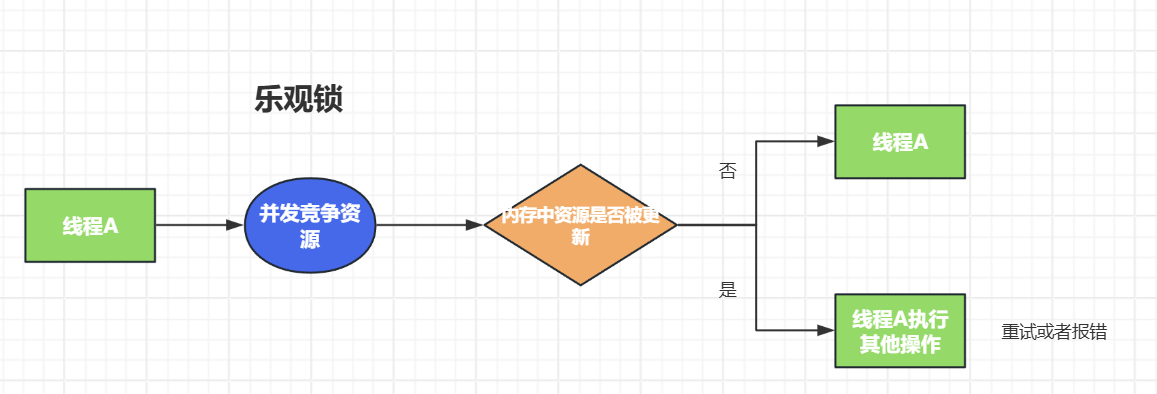 乐观锁
线程A
并发竞争资
源
内存中资源是否被更
新
否
线程A
是
线程A执行
其他操作
重试或者报错